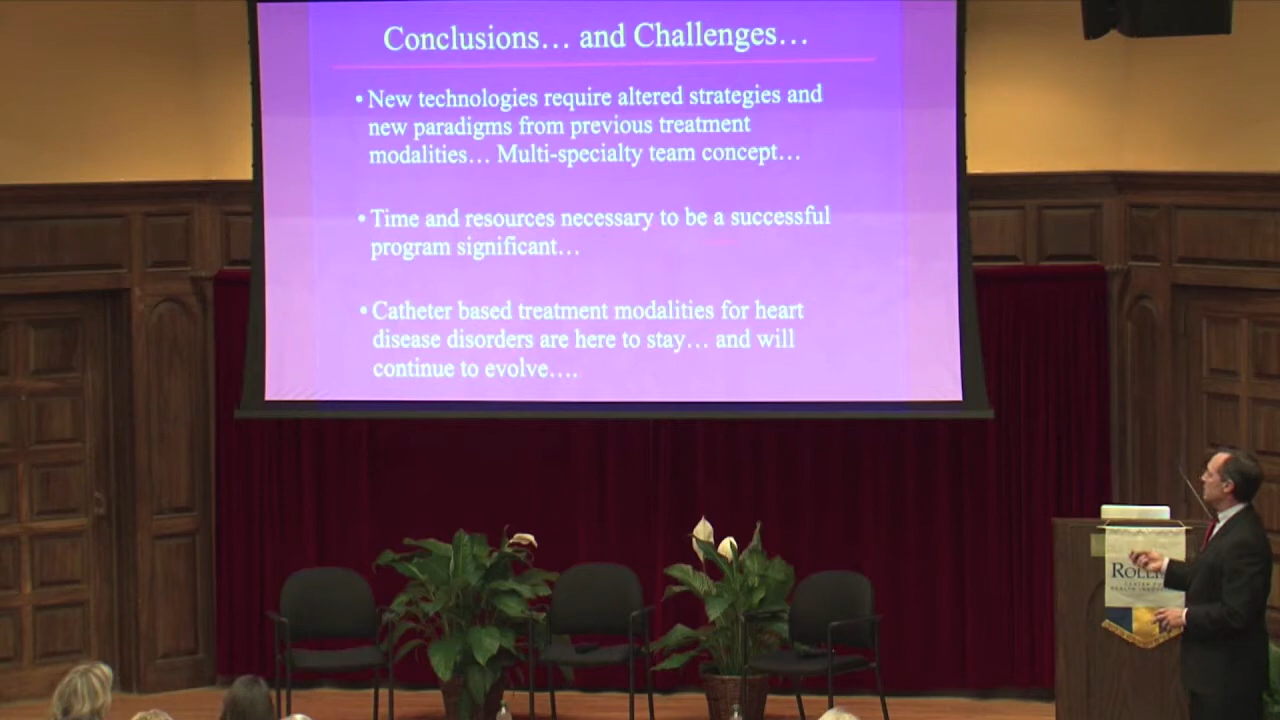 Conclusions… and Challenges…
• New technologies require altered strategies and
new paradigms from previous treatment
modalities… Multi-specialty team concept…
• Time and resources necessary to be a successful
program significant…
• Catheter based treatment modalities for heart
disease disorders are here to stay… and will
continue to evolve….